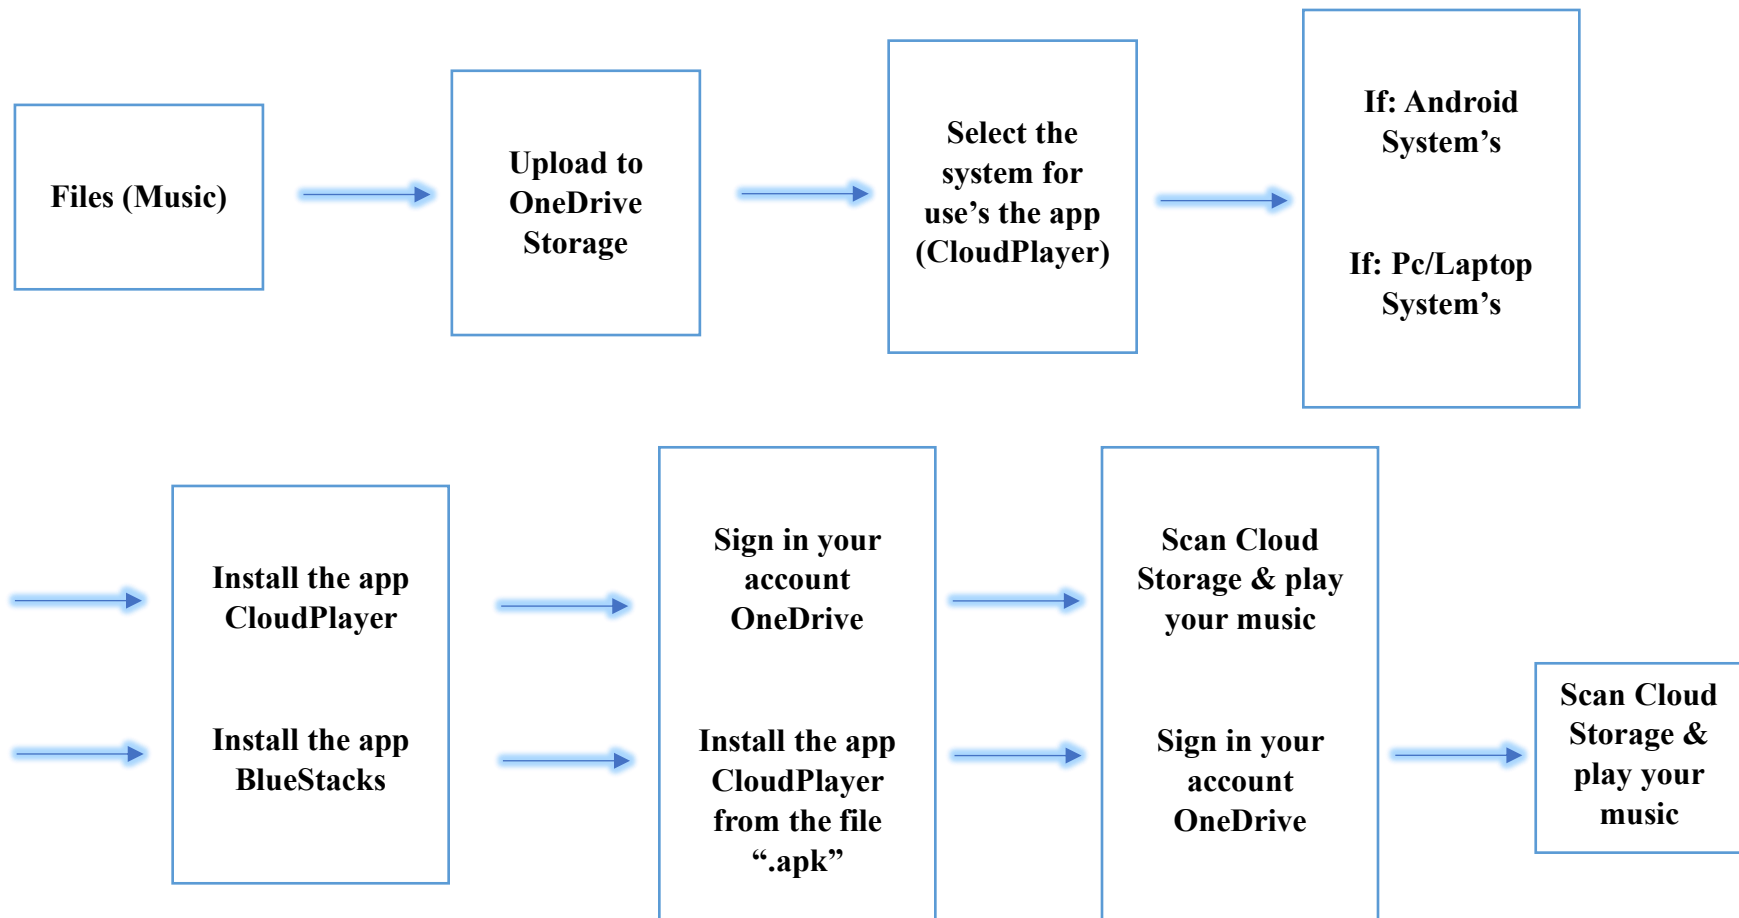 Files (Music)
Upload to
OneDrive
Storage
Select the
system for
use’s the app
(CloudPlayer)
If: Android
System’s
If: Pc/Laptop
System’s
Install the app
CloudPlayer
Install the app
BlueStacks
Sign in your
account
OneDrive
Install the app
CloudPlayer
from the file
“.apk”
Scan Cloud
Storage & play
your music
Sign in your
account
OneDrive
Scan Cloud
Storage &
play your
music